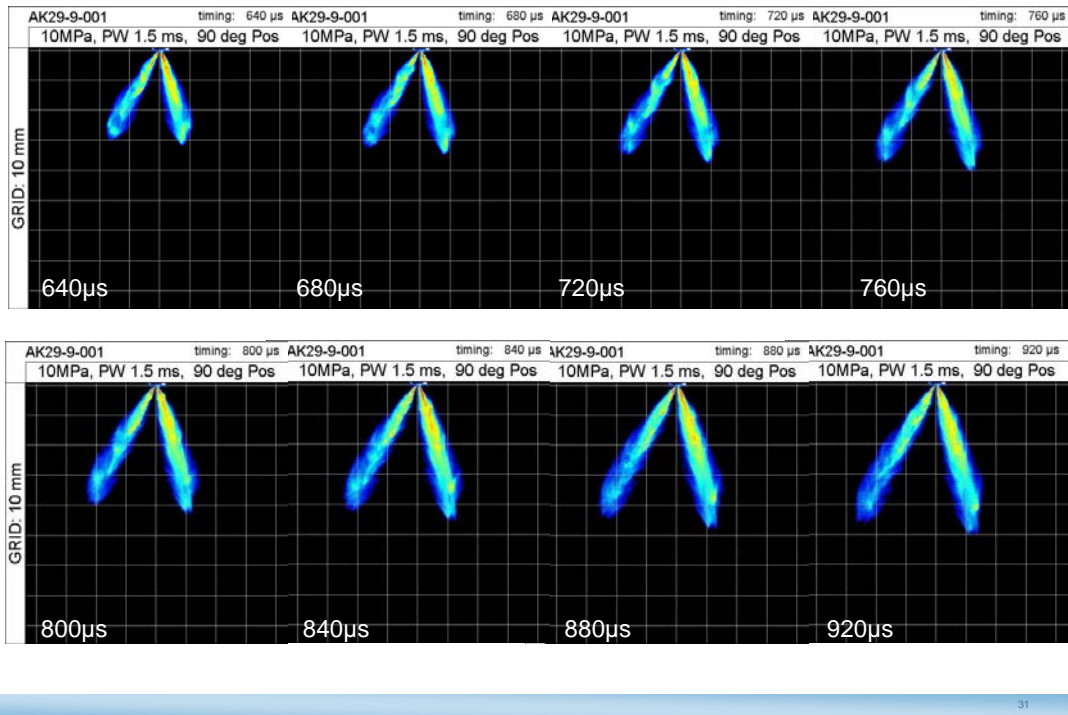 AK29-9-001 timing: 640 µs AK29-9-001 timing: 680 µs AK29-9-001 timing: 720 µs AK29-9-001 timing: 760 µs
10MPa, PW 1.5 ms, 90 deg Pos 10MPa, PW 1.5 ms, 90 deg Pos 10MPa, PW 1.5 ms, 90 deg Pos 10MPa, PW 1.5 ms, 90 deg Pos
GRID: 10 mm
640µs 680µs 720µs 760µs
AK29-9-001 timing: 800 µs AK29-9-001 timing: 840 µs AK29-9-001 timing: 880 µs AK29-9-001 timing: 920 µs
10MPa, PW 1.5 ms, 90 deg Pos 10MPa, PW 1.5 ms, 90 deg Pos 10MPa, PW 1.5 ms, 90 deg Pos 10MPa, PW 1.5 ms, 90 deg Pos
GRID: 10 mm
800µs 840µs 880µs 920µs
31